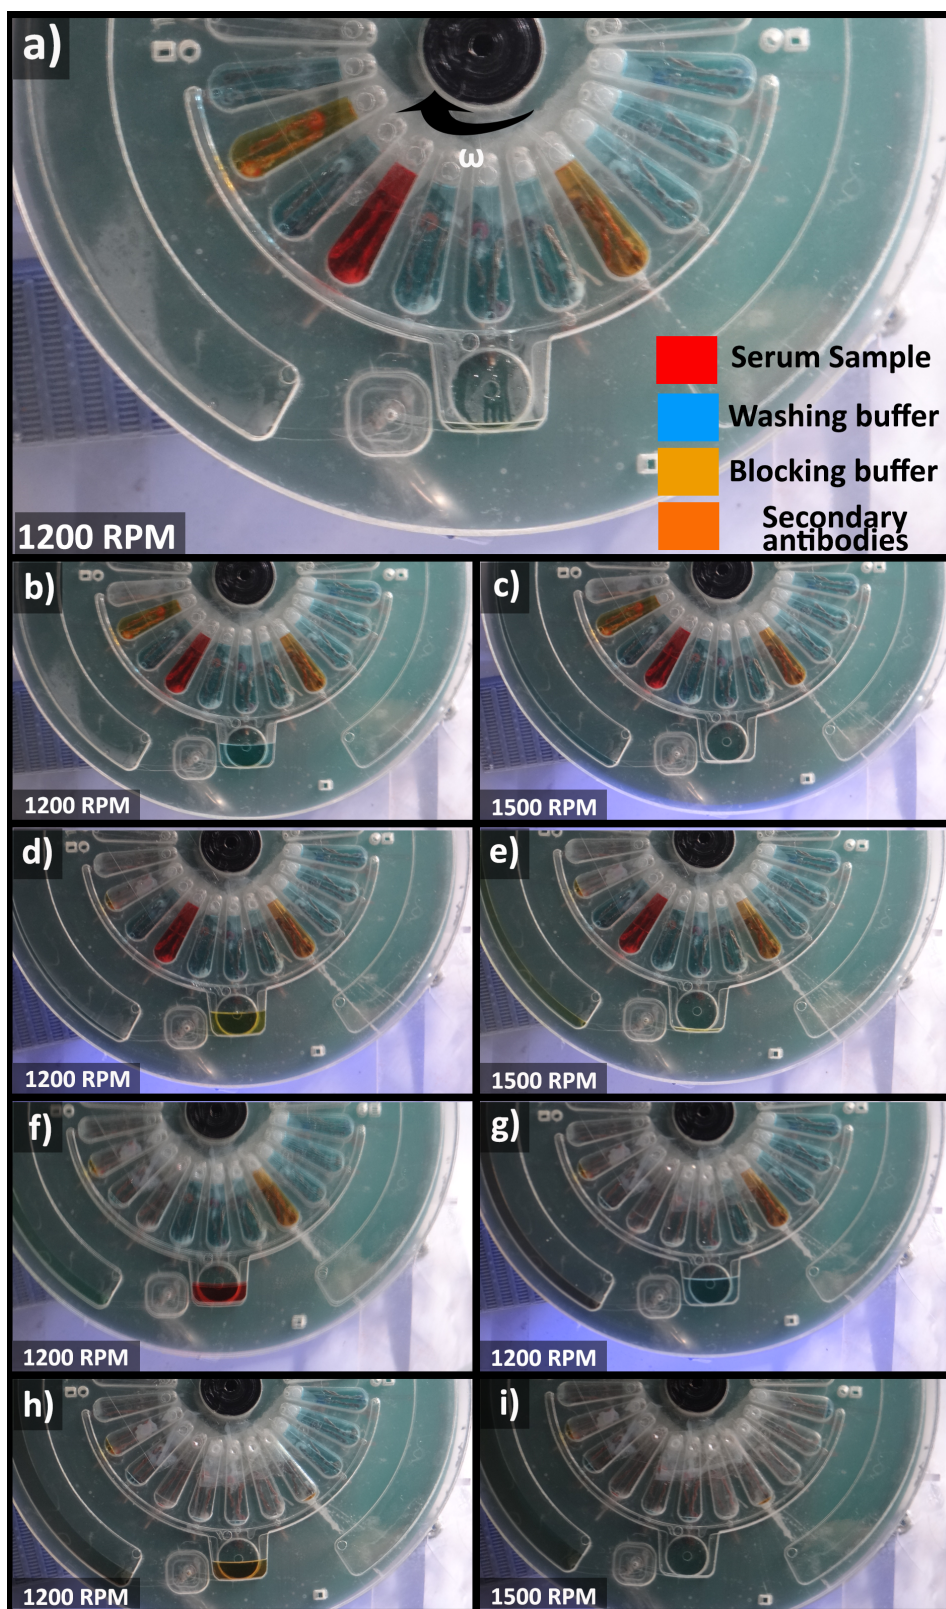 a)
ω
Serum Sample
Washing buffer
Blocking buffer
Secondary
antibodies
1200 RPM
b)
1200 RPM
c)
1500 RPM
d)
1200 RPM
e)
1500 RPM
f)
1200 RPM
g)
1200 RPM
h)
1200 RPM
i)
1500 RPM